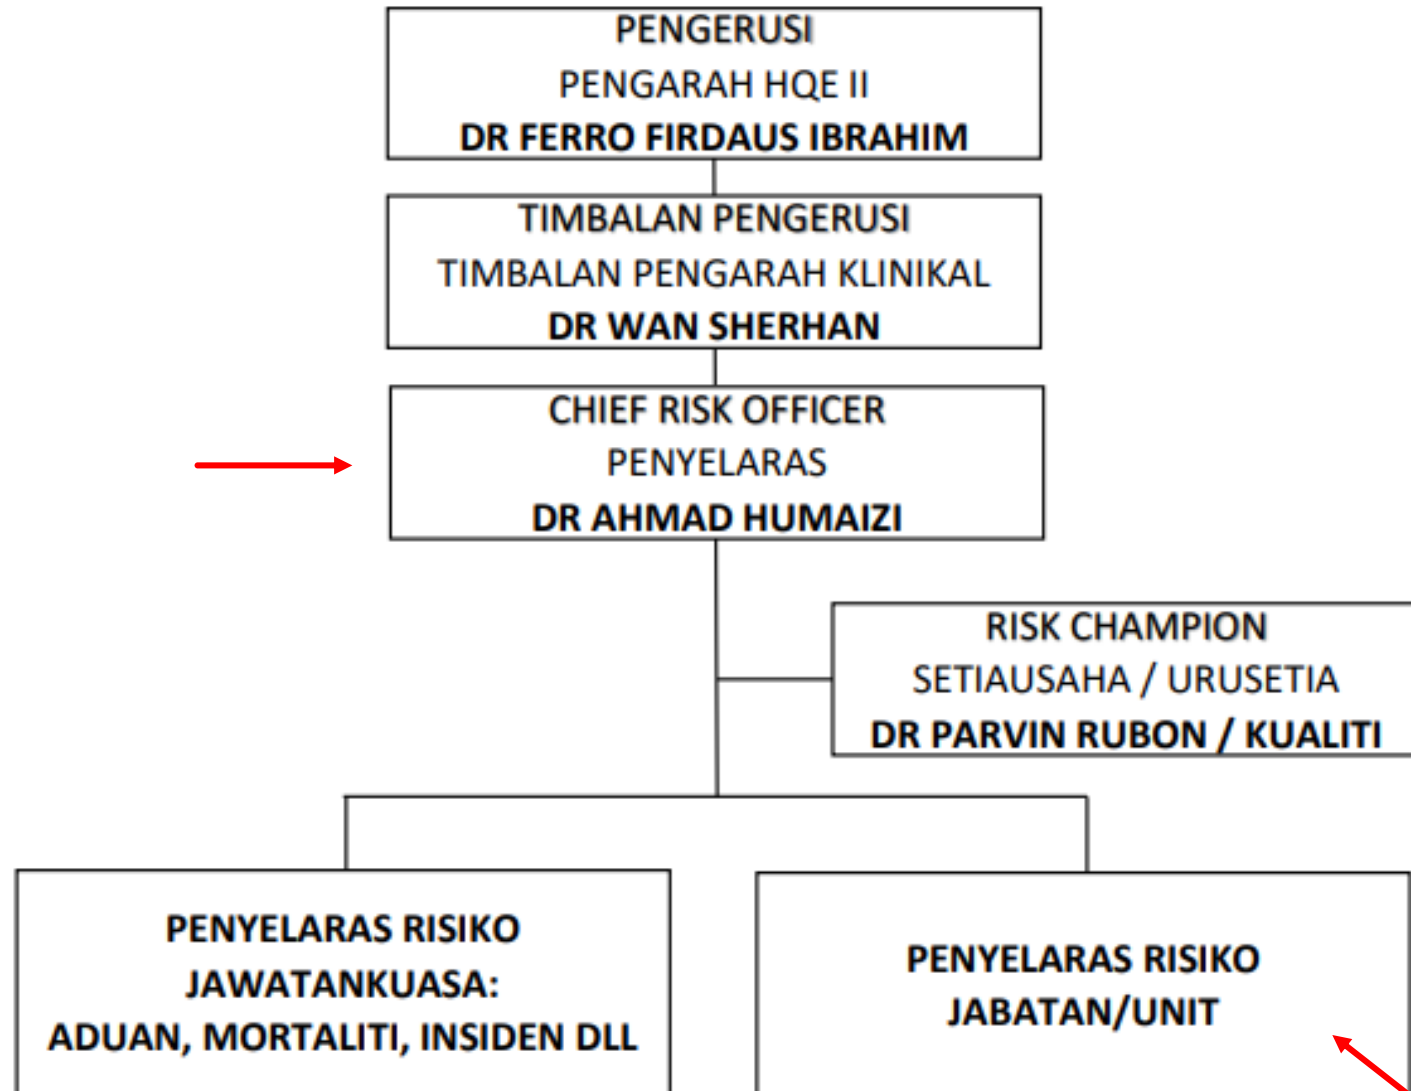 PENGERUSI
PENGARAH HQE II
DR FERRO FIRDAUS IBRAHIM
TIMBALAN PENGERUSI
TIMBALAN PENGARAH KLINIKAL
DR WAN SHERHAN
CHIEF RISK OFFICER
PENYELARAS
DR AHMAD HUMAIZI
RISK CHAMPION
SETIAUSAHA / URUSETIA
DR PARVIN RUBON / KUALITI
PENYELARAS RISIKO
JAWATANKUASA:
ADUAN, MORTALITI, INSIDEN DLL
PENYELARAS RISIKO
JABATAN/UNIT